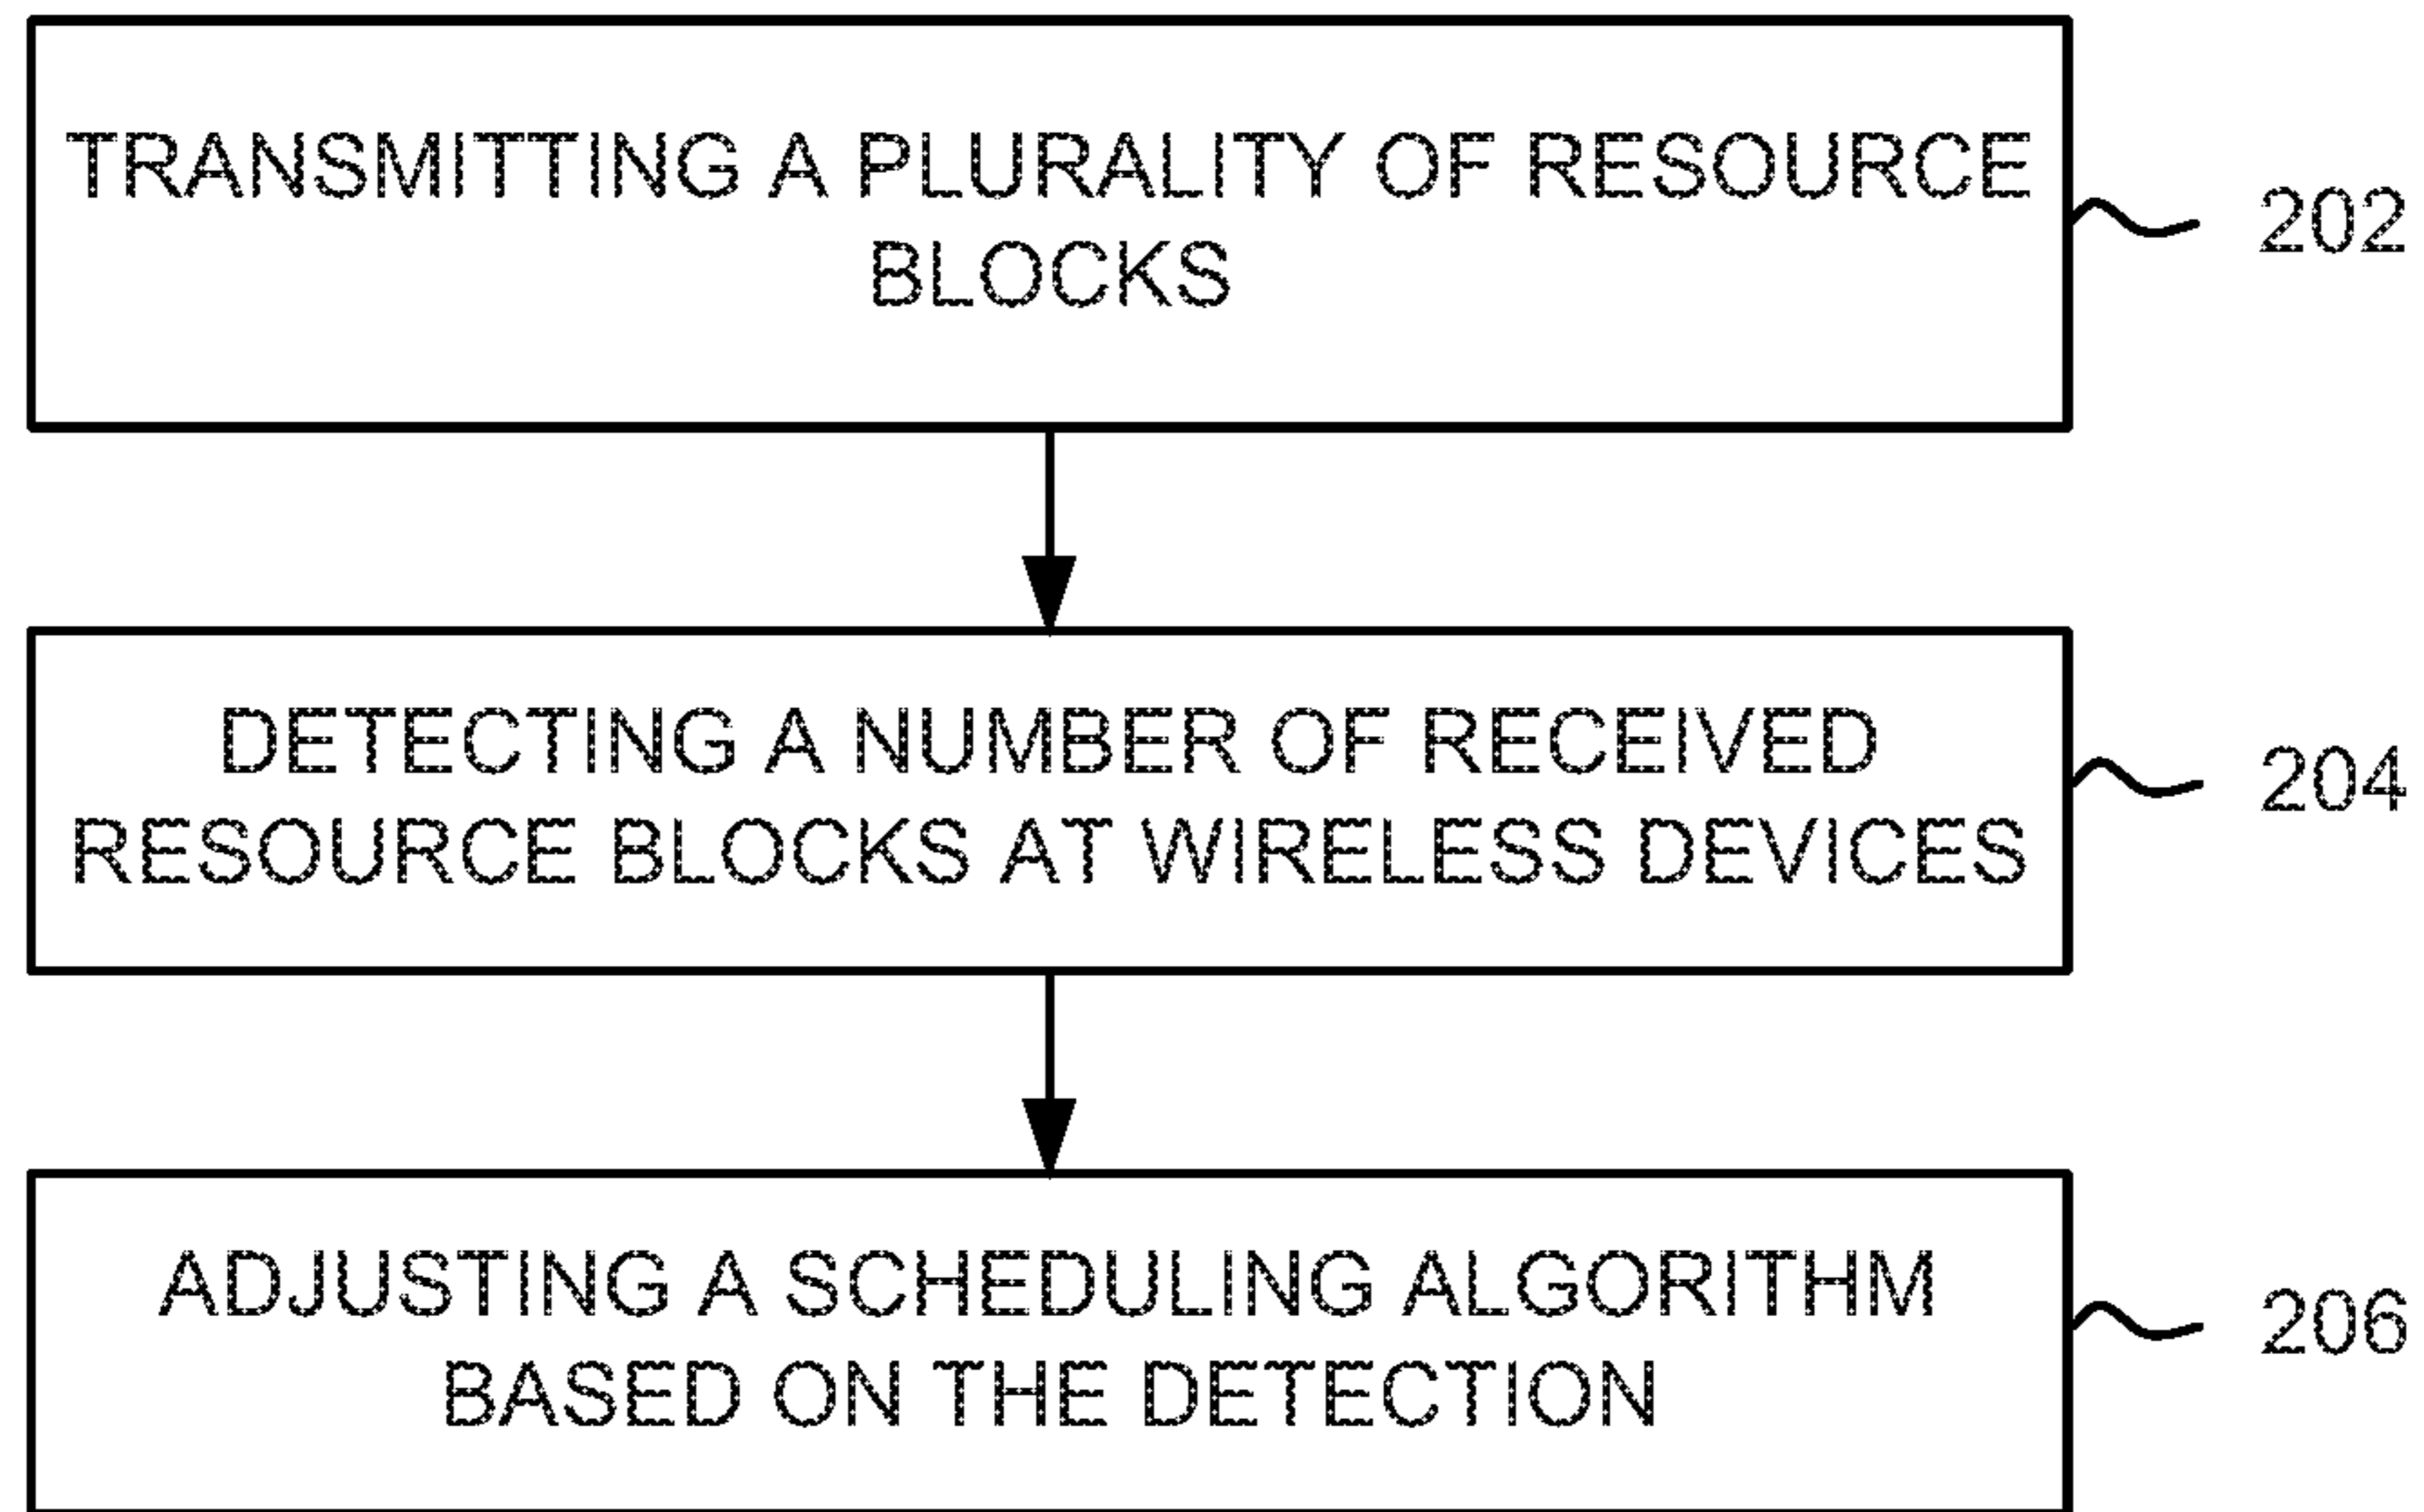 TRANSMITTING A PLURALITY OF RESOURCE
BLOCKS
202
DETECTING A NUMBER OF RECEIVED
RESOURCE BLOCKS AT WIRELESS DEVICES
204
ADJUSTING A SCHEDULING ALGORITHM
BASED ON THE DETECTION
206